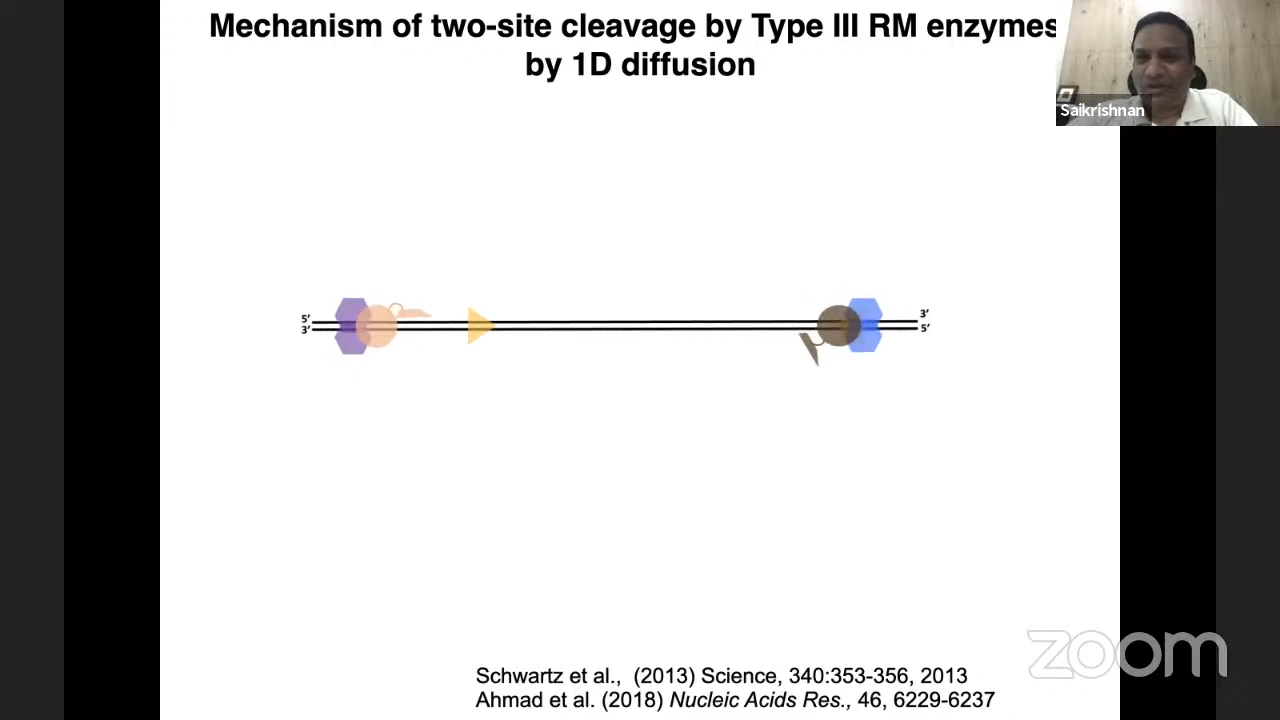 Mechanism of two-site cleavage by Type III RM enzymes
by 1D diffusion
Saikrishnan
5’
3’
3’
5’
zoom
Schwartz et al., (2013) Science, 340:353-356, 2013
Ahmad et al. (2018) Nucleic Acids Res., 46, 6229-6237